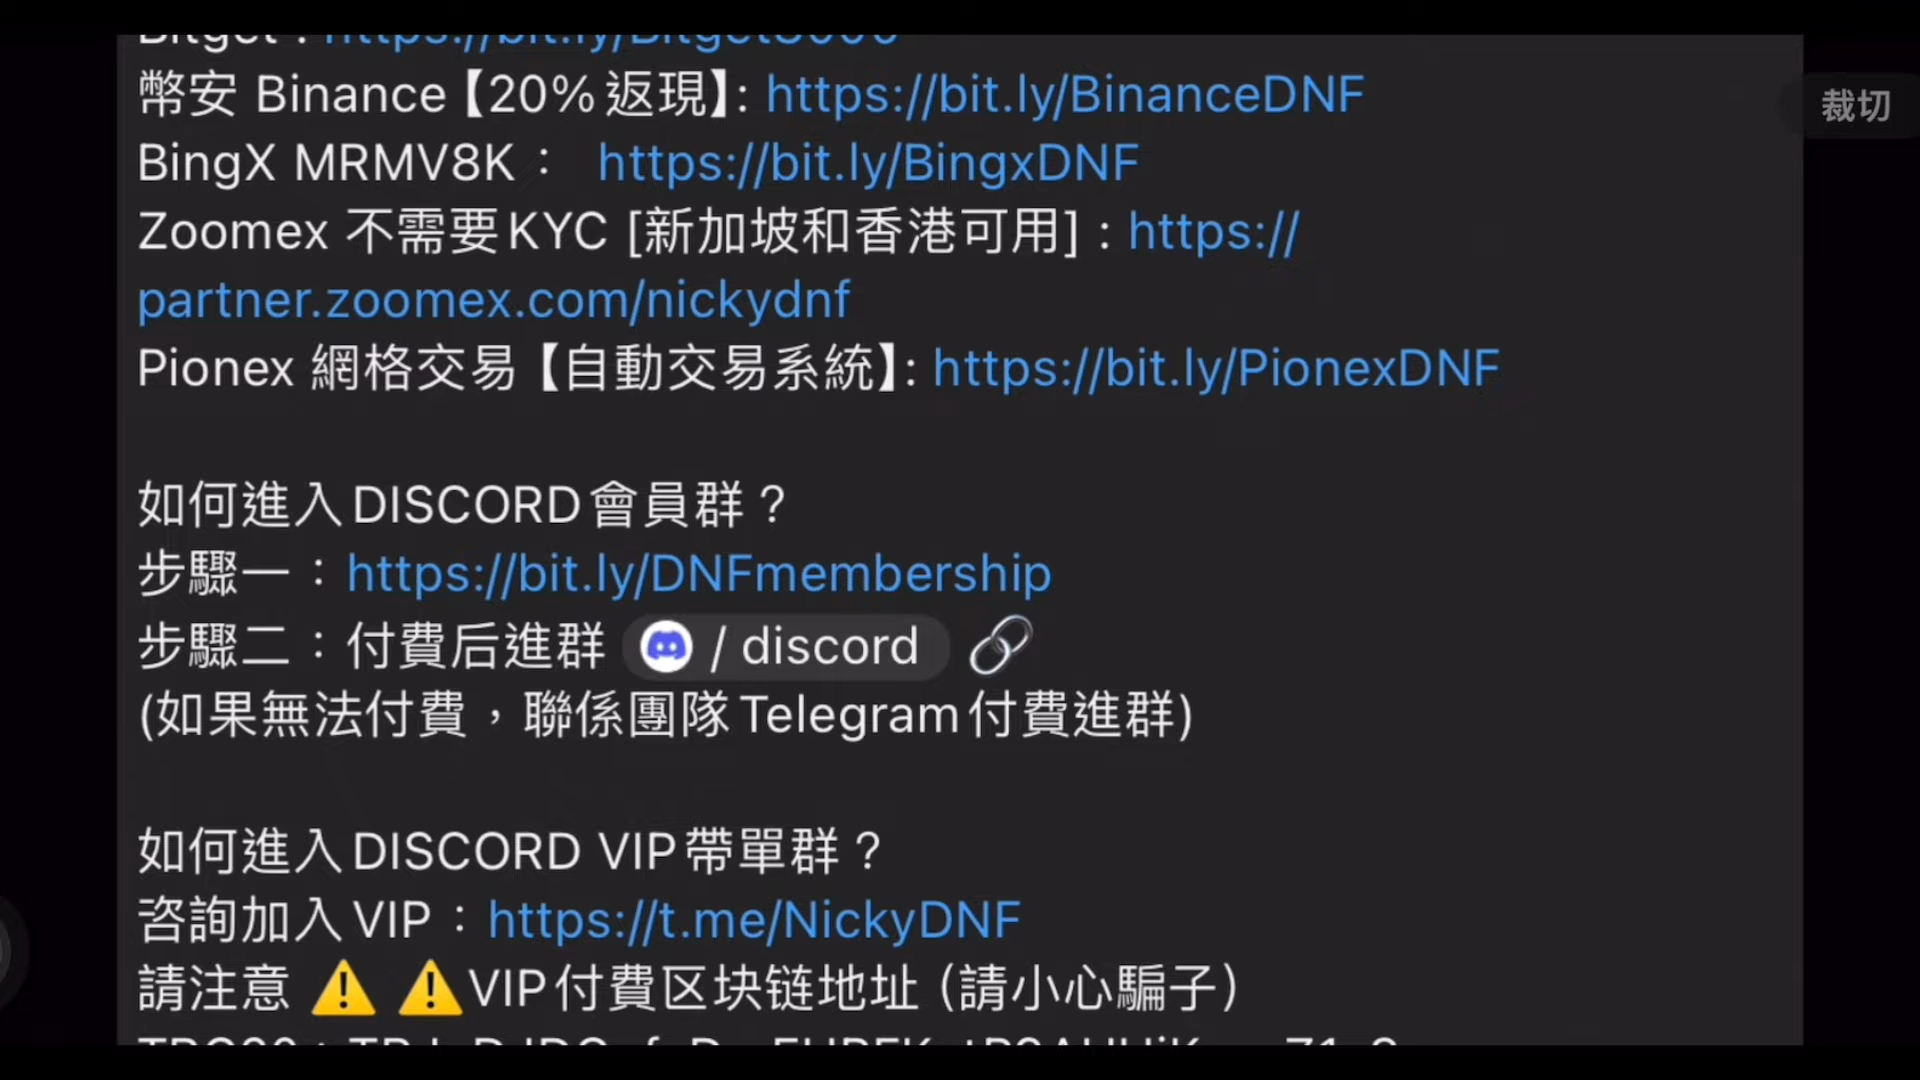 幣安 Binance【20%返現】: https://bit.ly/BinanceDNF
裁切
BingX MRMV8K： https://bit.ly/BingxDNF
Zoomex 不需要KYC [新加坡和香港可用] : https://
partner.zoomex.com/nickydnf
Pionex 網格交易【自動交易系統】: https://bit.ly/PionexDNF
如何進入DISCORD會員群？
步驟一：https://bit.ly/DNFmembership
步驟二：付費后進群 / discord
(如果無法付費，聯係團隊Telegram付費進群)
如何進入DISCORD VIP帶單群？
咨詢加入VIP：https://t.me/NickyDNF
請注意 ⚠️ ⚠️VIP付費区块链地址（請小心騙子）